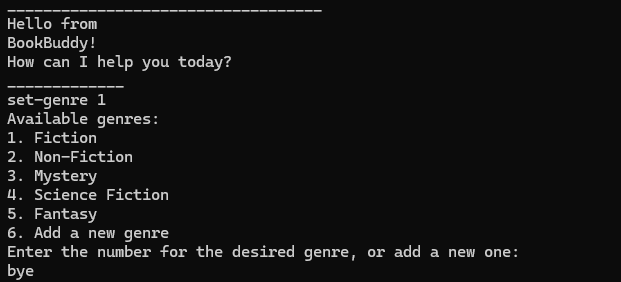 ___________________________________
Hello from
BookBuddy!
How can I help you today?
_____________
set-genre 1
Available genres:
1. Fiction
2. Non-Fiction
3. Mystery
4. Science Fiction
5. Fantasy
6. Add a new genre
Enter the number for the desired genre, or add a new one:
bye